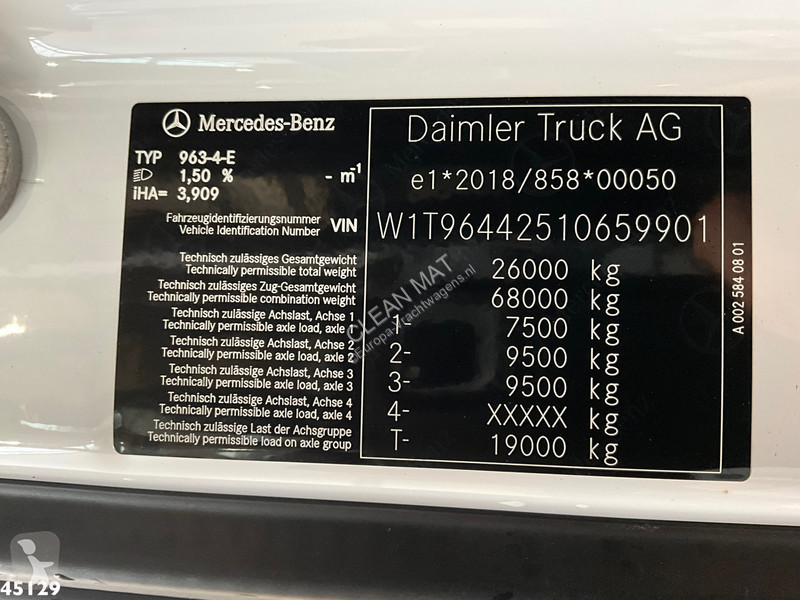 Mercedes-Benz
TYP 963-4-E
1,50 % - m-1
iHA= 3,909
Fahrzeugidentifizierungsnummer
Vehicle Identification Number VIN
Technisch zulässiges Gesamtgewicht
Technically permissible total weight
Technisch zulässiges Zug-Gesamtgewicht
Technically permissible combination weight
Technisch zulässige Achslast, Achse 1
Technically permissible axle load, axle 1
Technisch zulässige Achslast, Achse 2
Technically permissible axle load, axle 2
Technisch zulässige Achslast, Achse 3
Technically permissible axle load, axle 3
Technisch zulässige Achslast, Achse 4
Technically permissible axle load, axle 4
Technisch zulässige Last der Achsgruppe
Technically permissible load on axle group
Daimler Truck AG
e1*2018/858*00050
W1T96442510659901
26000 kg
68000 kg
1- 7500 kg
2- 9500 kg
3- 9500 kg
4- XXXXX kg
T- 19000 kg
A 002 584 08 01
CLEAN MAT
europa-vrachtwagens.nl
45129